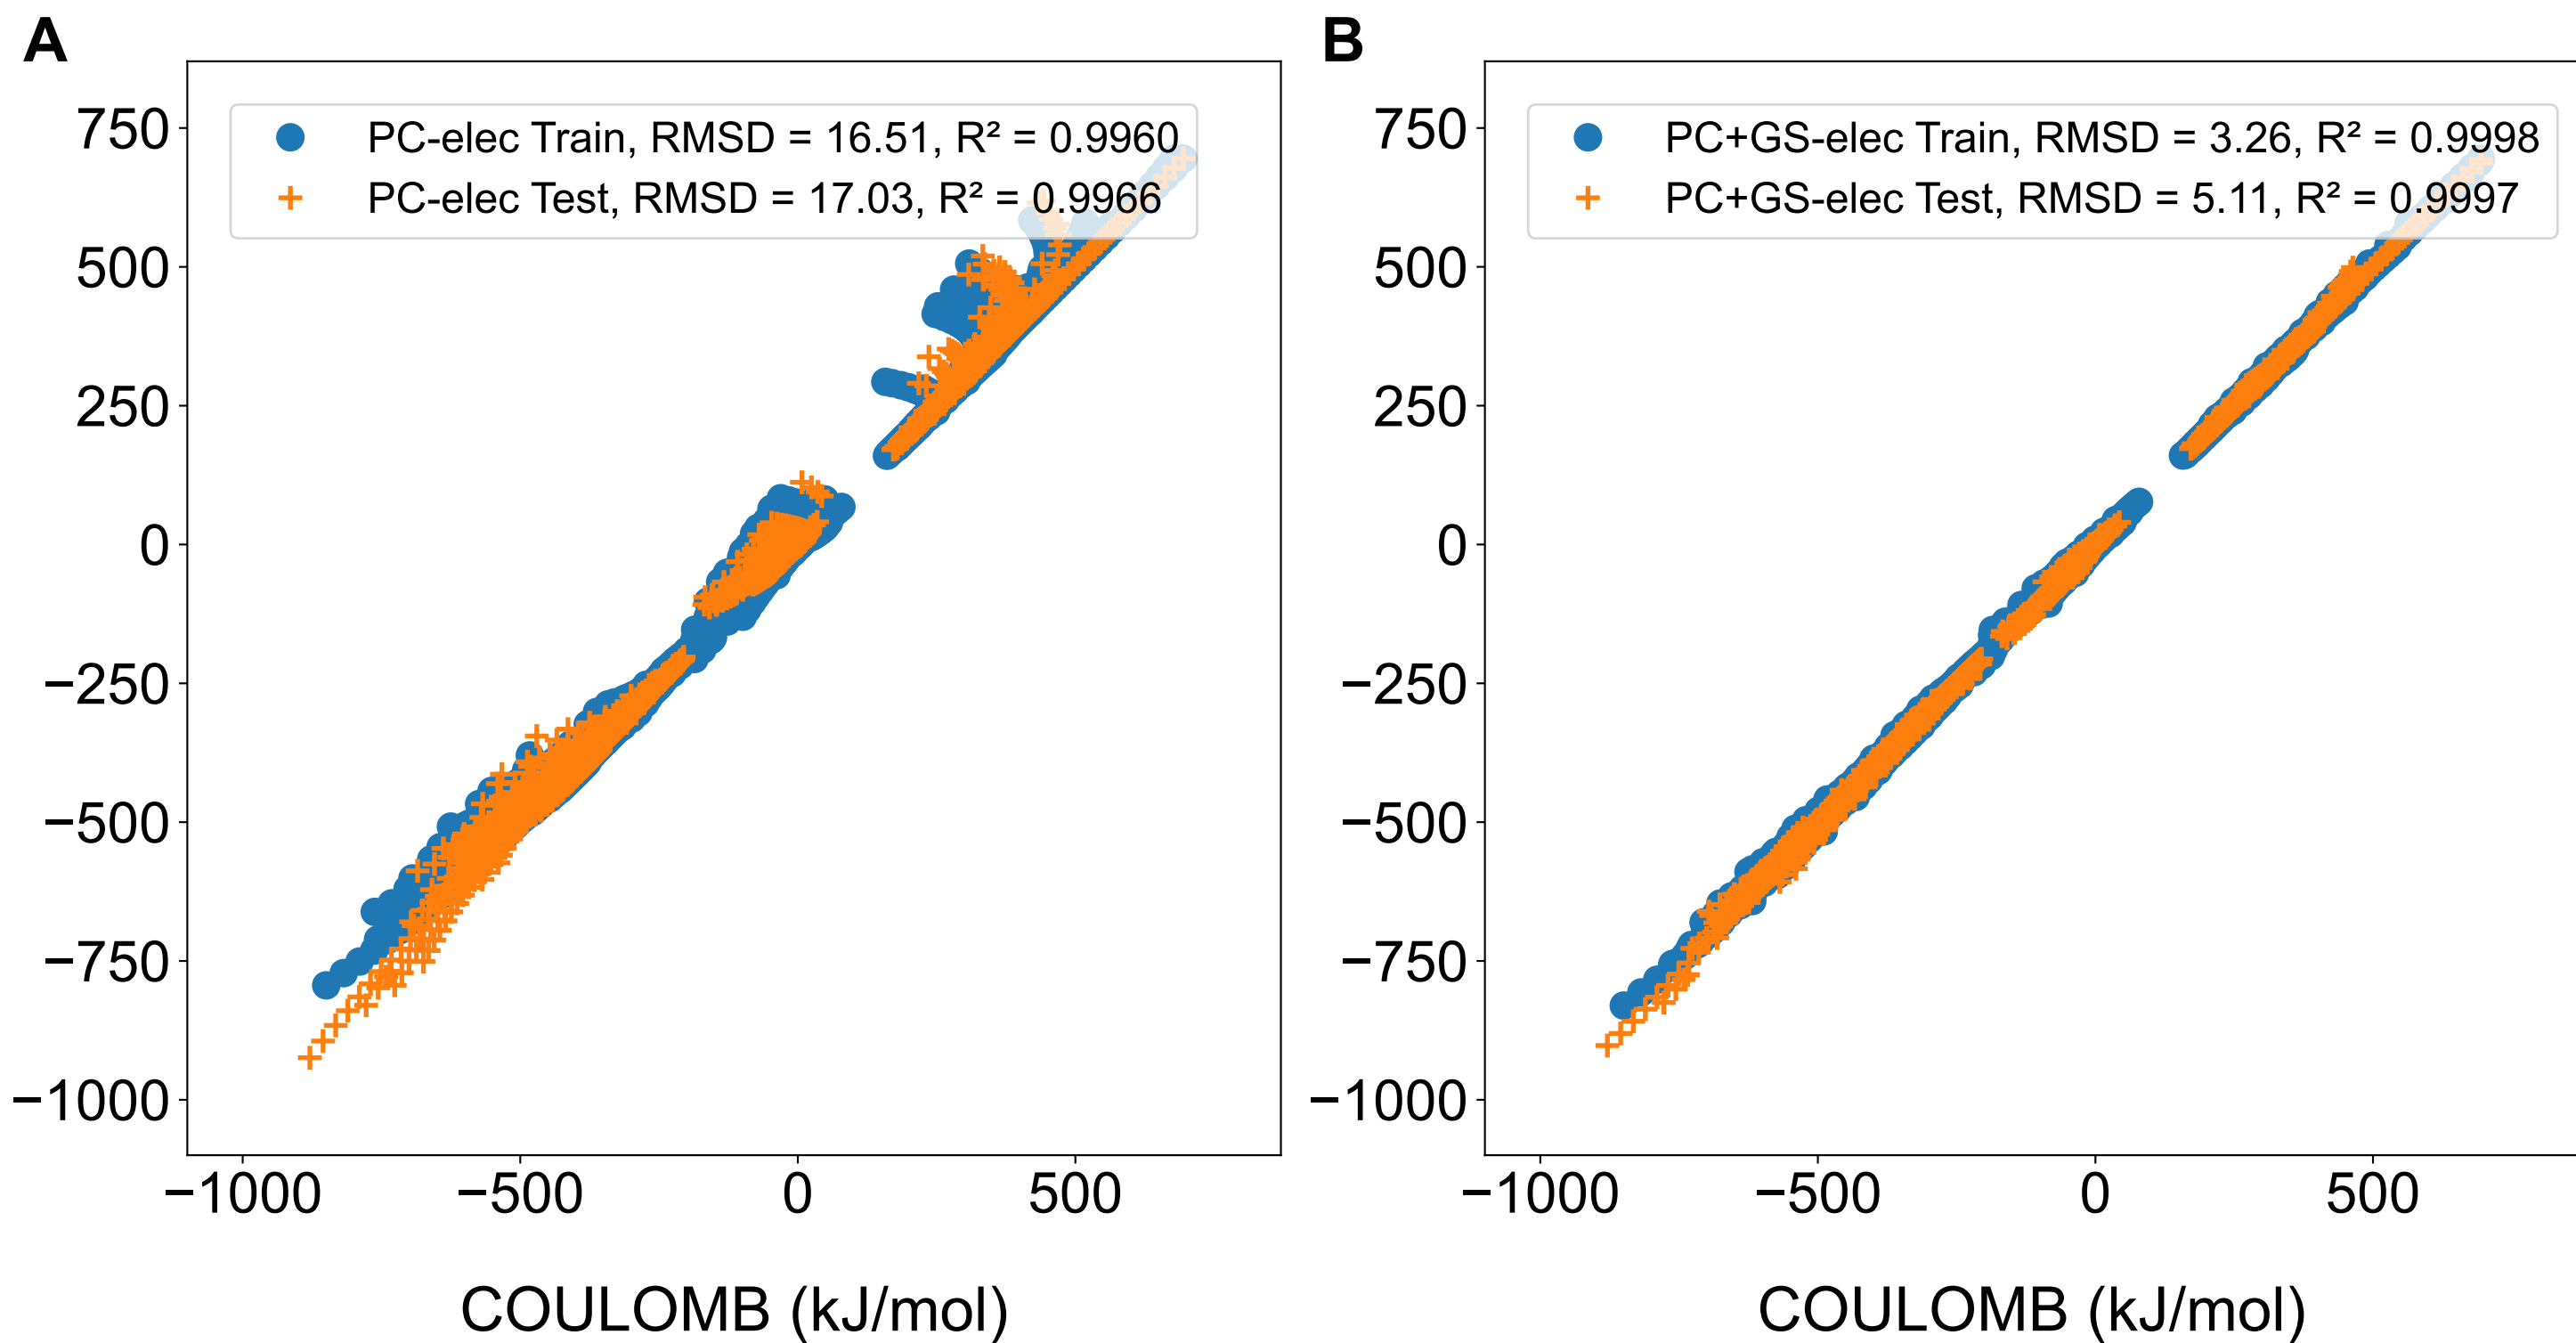 A
750
500
250
0
−250
−500
−750
−1000
PC-elec Train, RMSD = 16.51, R² = 0.9960
PC-elec Test, RMSD = 17.03, R² = 0.9966
−1000 −500 0 500
COULOMB (kJ/mol)
B
750
500
250
0
−250
−500
−750
−1000
PC+GS-elec Train, RMSD = 3.26, R² = 0.9998
PC+GS-elec Test, RMSD = 5.11, R² = 0.9997
−1000 −500 0 500
COULOMB (kJ/mol)